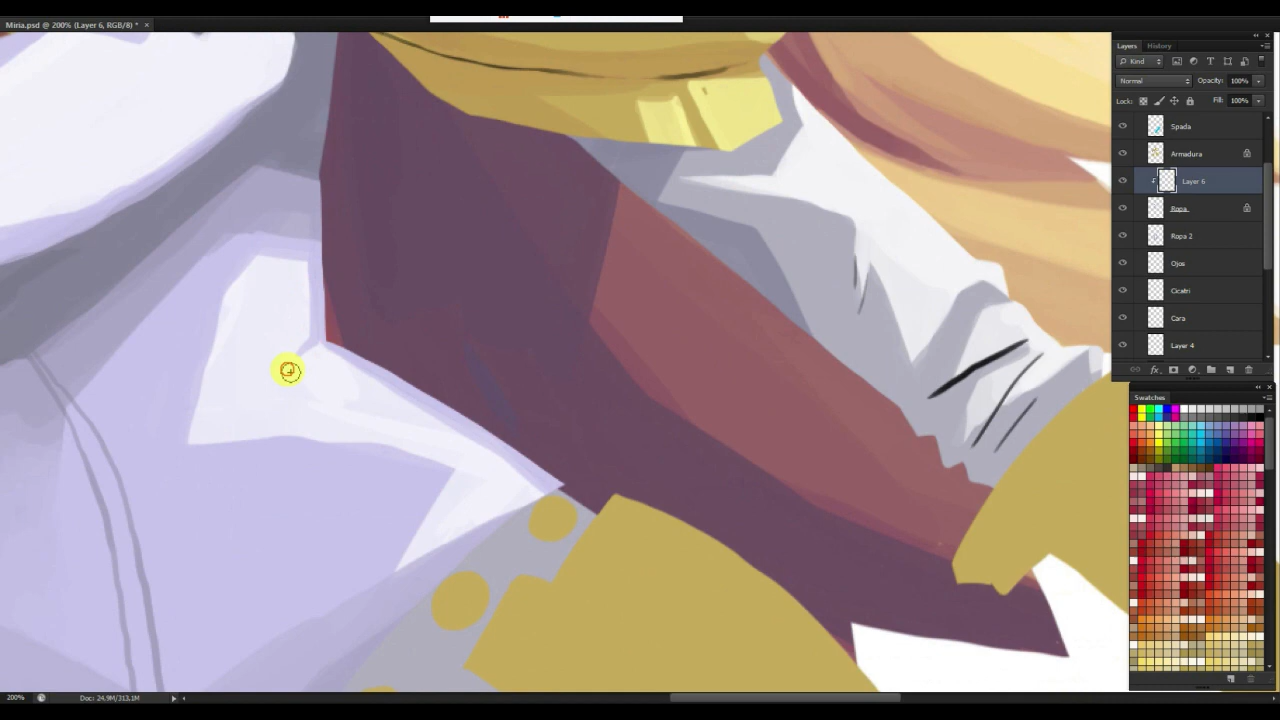 Miria.psd @ 200% (Layer 6, RGB/8) * ×
Layers History
Kind
Normal Opacity: 100%
Lock: Fill: 100%
Spada
Armadura
Layer 6
Ropa
Ropa 2
Ojos
Cicatri
Cara
Layer 4
Swatches
200% Doc: 24.9M/313.1M